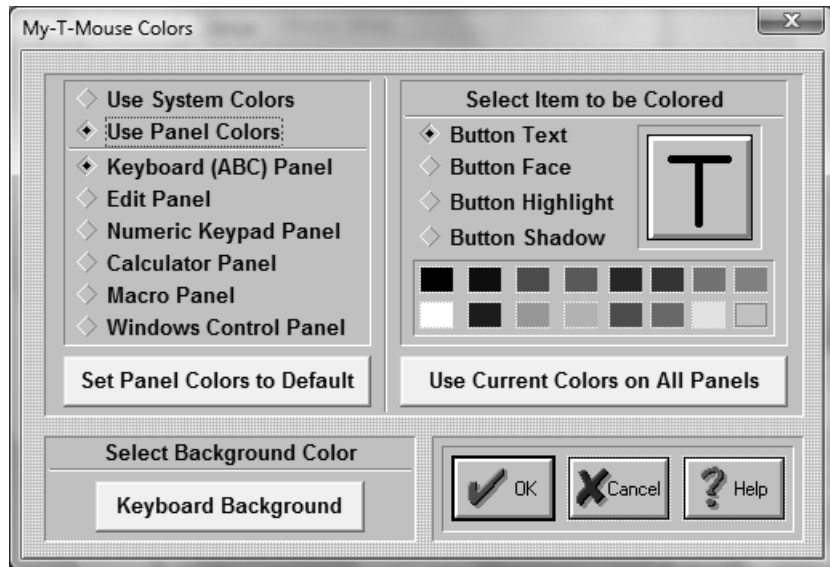 My-T-Mouse Colors
Use System Colors
Use Panel Colors
Keyboard (ABC) Panel
Edit Panel
Numeric Keypad Panel
Calculator Panel
Macro Panel
Windows Control Panel
Set Panel Colors to Default
Select Item to be Colored
Button Text
Button Face
Button Highlight
Button Shadow
T
Use Current Colors on All Panels
Select Background Color
Keyboard Background
OK
Cancel
Help